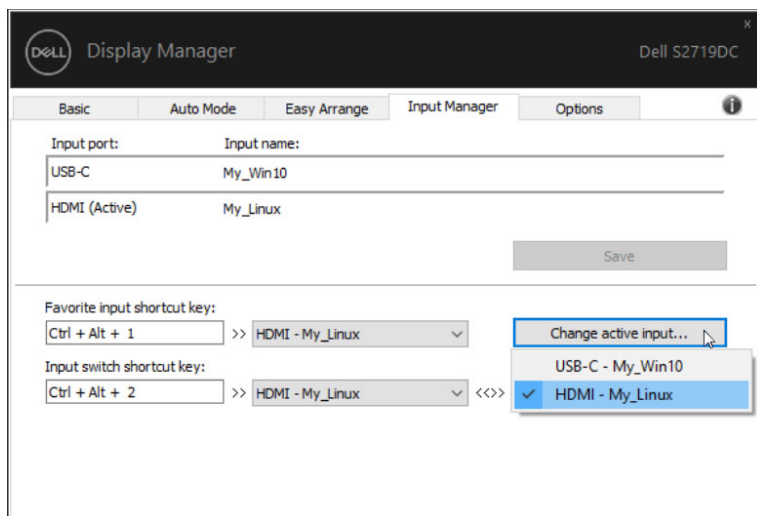 x
DELL Display Manager Dell S2719DC
Basic Auto Mode Easy Arrange Input Manager Options i
Input port: Input name:
USB-C My_Win10
HDMI (Active) My_Linux
Save
Favorite input shortcut key:
Ctrl + Alt + 1 >> HDMI - My_Linux Change active input...
Input switch shortcut key: USB-C - My_Win10
Ctrl + Alt + 2 >> HDMI - My_Linux <<>> HDMI - My_Linux